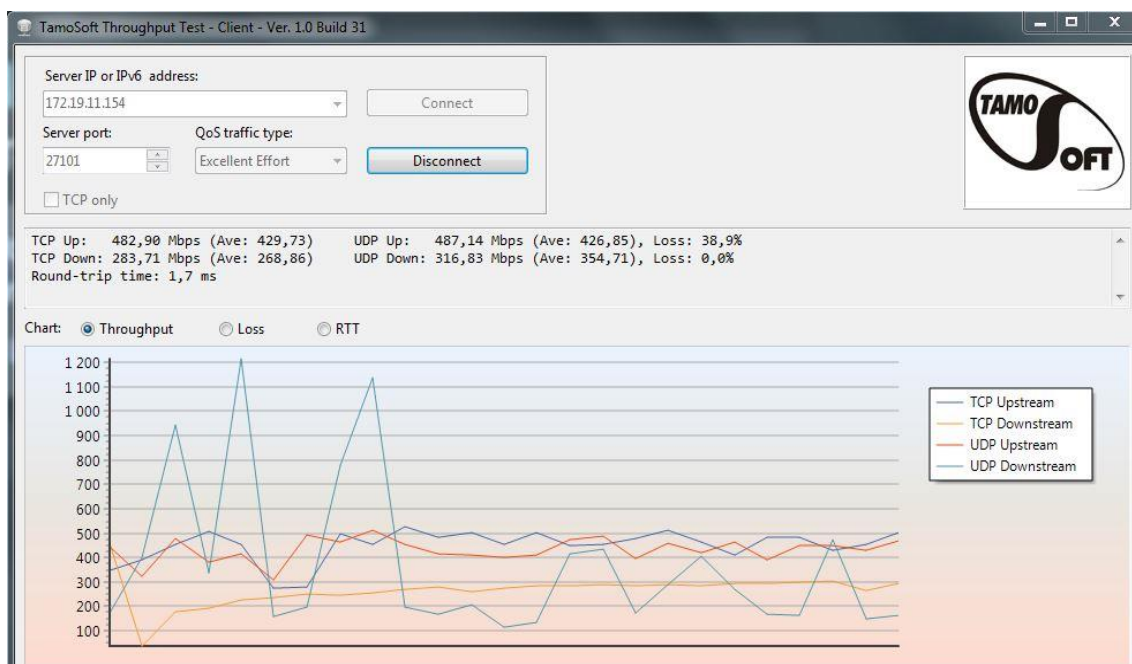 TamoSoft Throughput Test - Client - Ver. 1.0 Build 31
Server IP or IPv6 address:
172.19.11.154
Connect
Server port:
QoS traffic type:
27101
Excellent Effort
Disconnect
TCP only
TAMO
SOFT
TCP Up: 482,90 Mbps (Ave: 429,73) UDP Up: 487,14 Mbps (Ave: 426,85), Loss: 38,9%
TCP Down: 283,71 Mbps (Ave: 268,86) UDP Down: 316,83 Mbps (Ave: 354,71), Loss: 0,0%
Round-trip time: 1,7 ms
Chart: Throughput Loss RTT
1 200
1 100
1 000
900
800
700
600
500
400
300
200
100
TCP Upstream
TCP Downstream
UDP Upstream
UDP Downstream